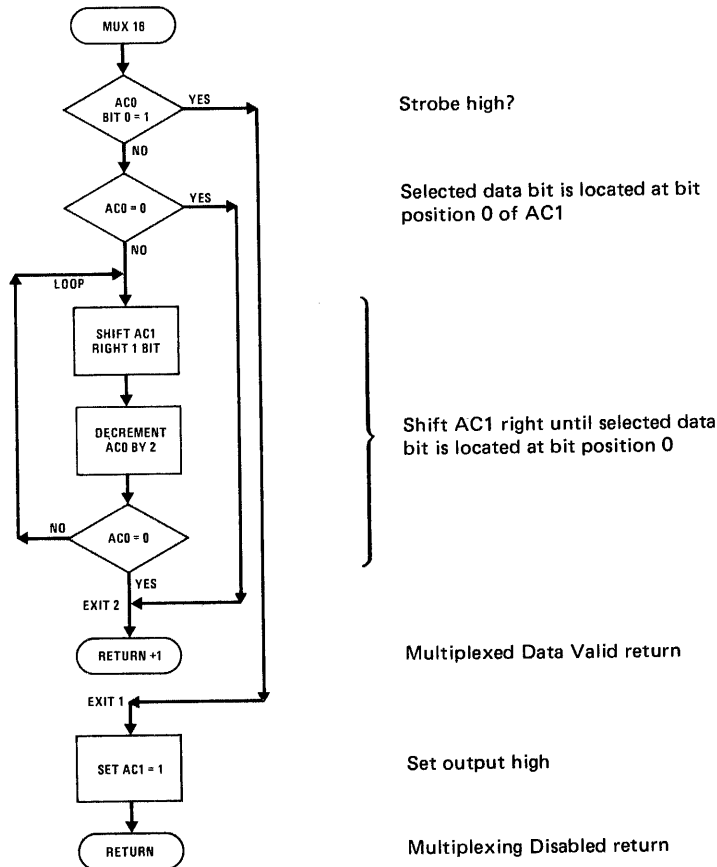 MUX 16
AC0
BIT 0 = 1
YES
Strobe high?
NO
AC0 = 0
YES
Selected data bit is located at bit
position 0 of AC1
NO
LOOP
SHIFT AC1
RIGHT 1 BIT
DECREMENT
AC0 BY 2
Shift AC1 right until selected data
bit is located at bit position 0
NO
AC0 = 0
YES
EXIT 2
RETURN +1
Multiplexed Data Valid return
EXIT 1
SET AC1 = 1
Set output high
RETURN
Multiplexing Disabled return